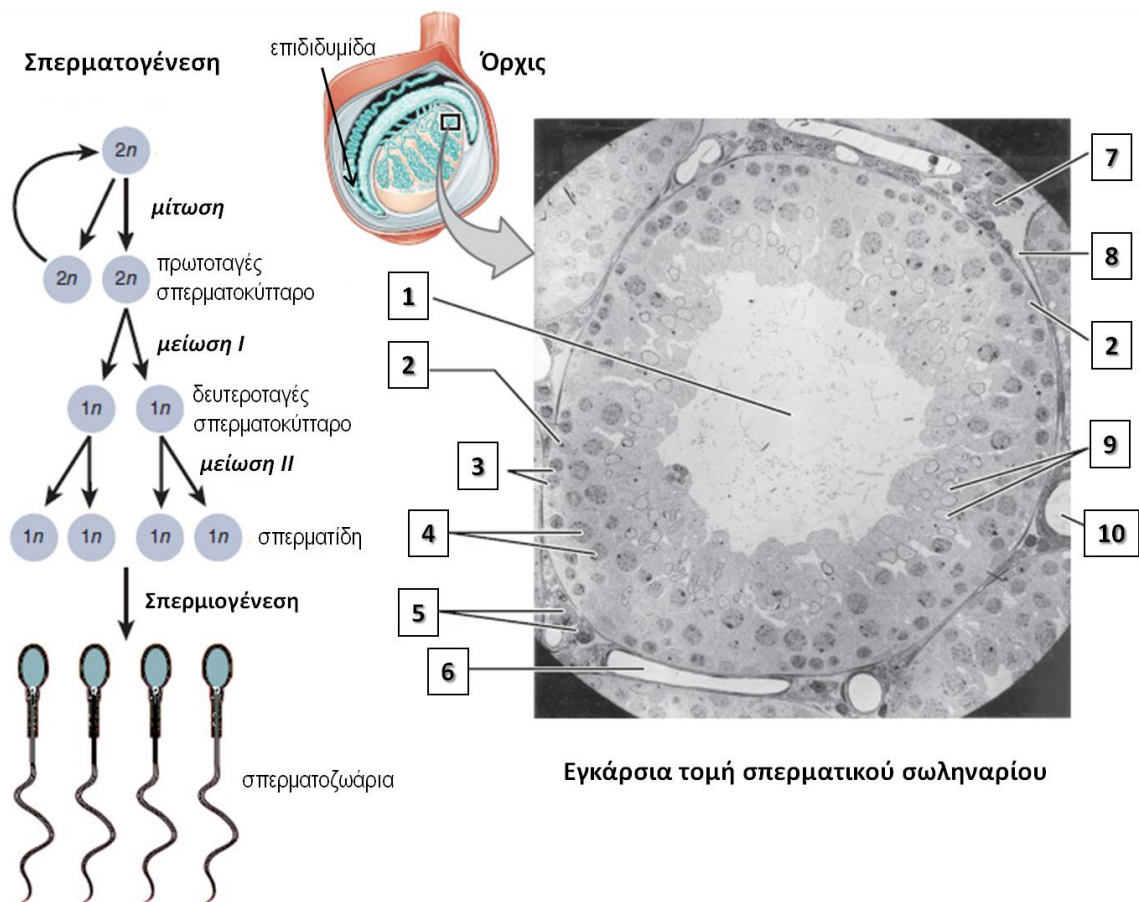 Σπερματογένεση
2n
μίτωση
2n
2n
πρωτοταγές
σπερματοκύτταρο
μείωση I
1n
1n
δευτεροταγές
σπερματοκύτταρο
μείωση II
1n
1n
1n
1n
σπερματίδη
Σπερμιογένεση
σπερματοζωάρια
επιδιδυμίδα
Όρχις
1
2
3
4
5
6
7
8
2
9
10
Εγκάρσια τομή σπερματικού σωληναρίου